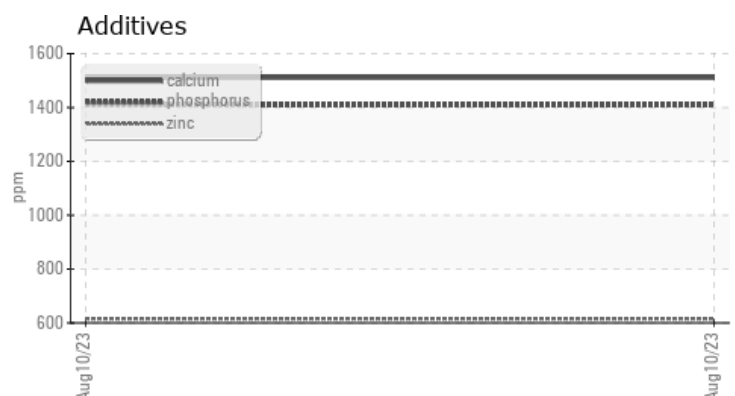 Additives
1600
1400
1200
1000
800
600
ppm
calcium
phosphorus
zinc
Aug10/23
Aug10/23